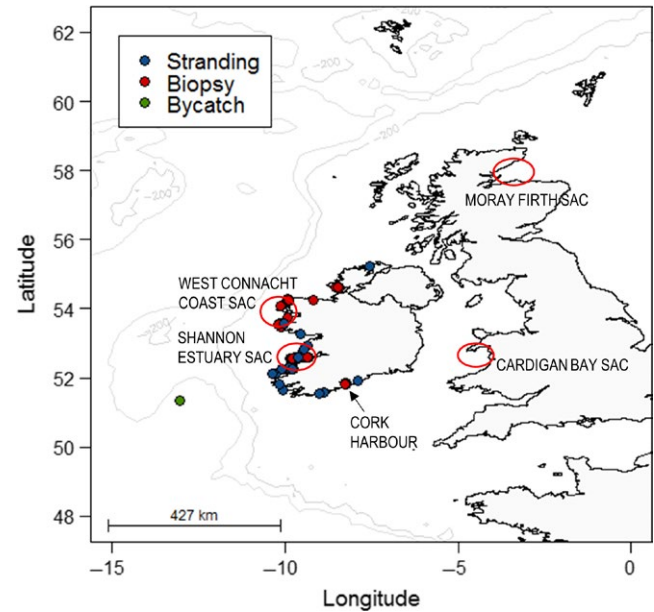 62
60
58
56
54
52
50
48
Latitude
Stranding
Biopsy
Bycatch
-200
-200
-200
-200
MORAY FIRTH SAC
WEST CONNACHT
COAST SAC
SHANNON
ESTUARY SAC
CARDIGAN BAY SAC
CORK
HARBOUR
427 km
−15
−10
−5
0
Longitude